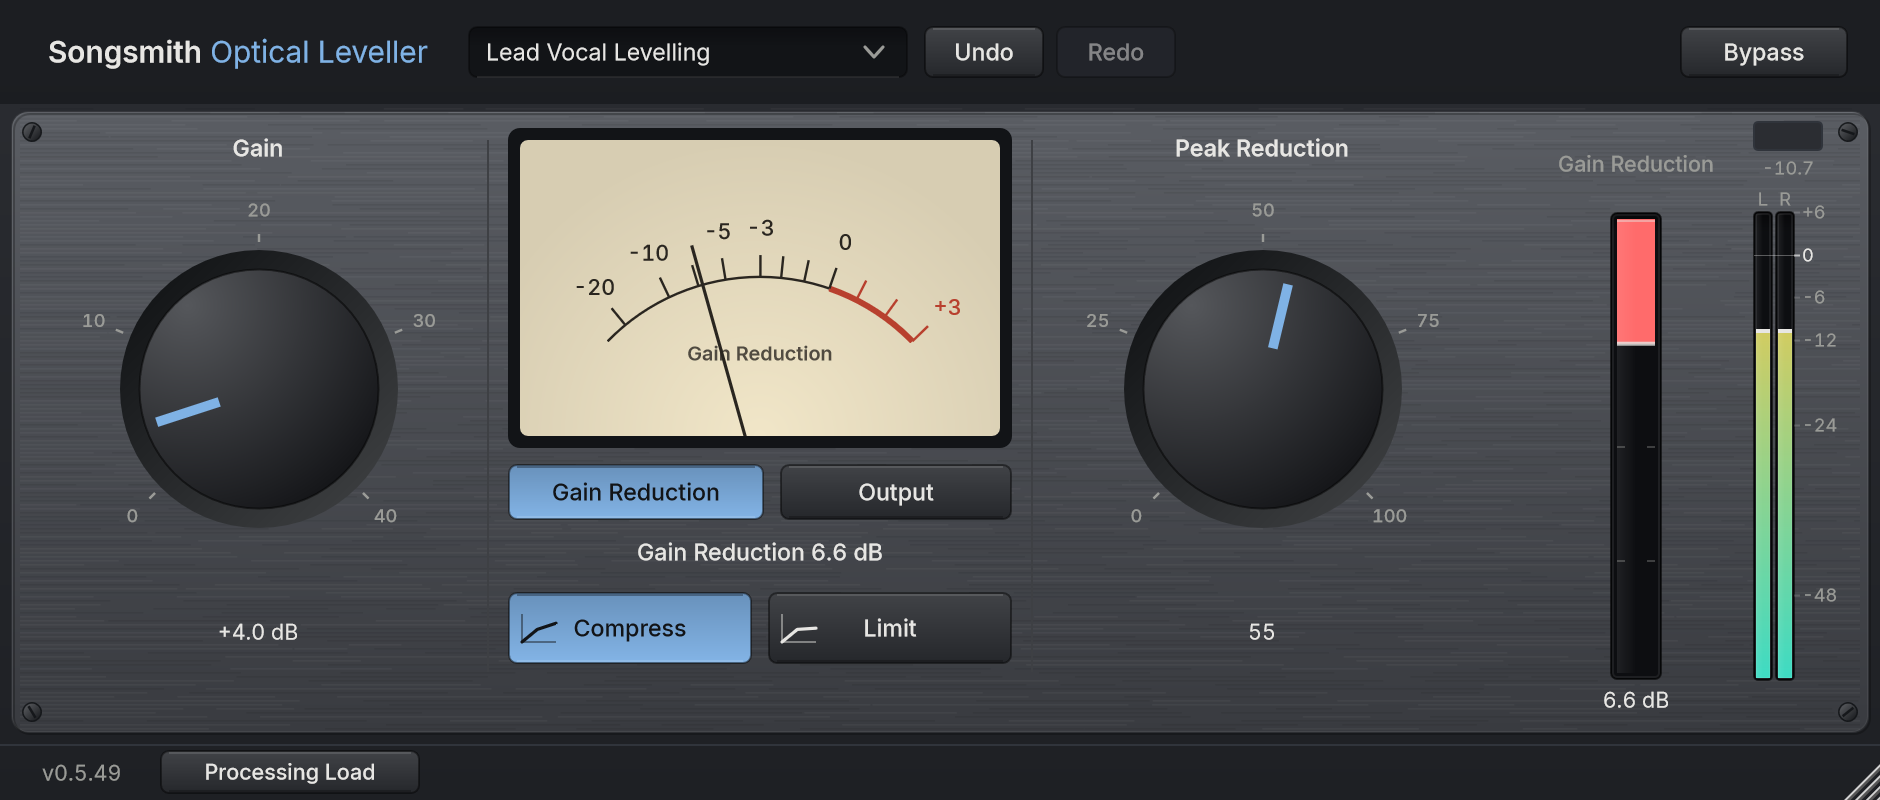 Songsmith Optical Leveller
Lead Vocal Levelling
Undo
Redo
Bypass
Gain
20
10
30
0
40
+4.0 dB
-20
-10
-5
-3
0
+3
Gain Reduction
Gain Reduction
Output
Gain Reduction 6.6 dB
Compress
Limit
Peak Reduction
50
25
75
0
100
55
Gain Reduction
6.6 dB
-10.7
L R
+6
0
-6
-12
-24
-48
v0.5.49
Processing Load